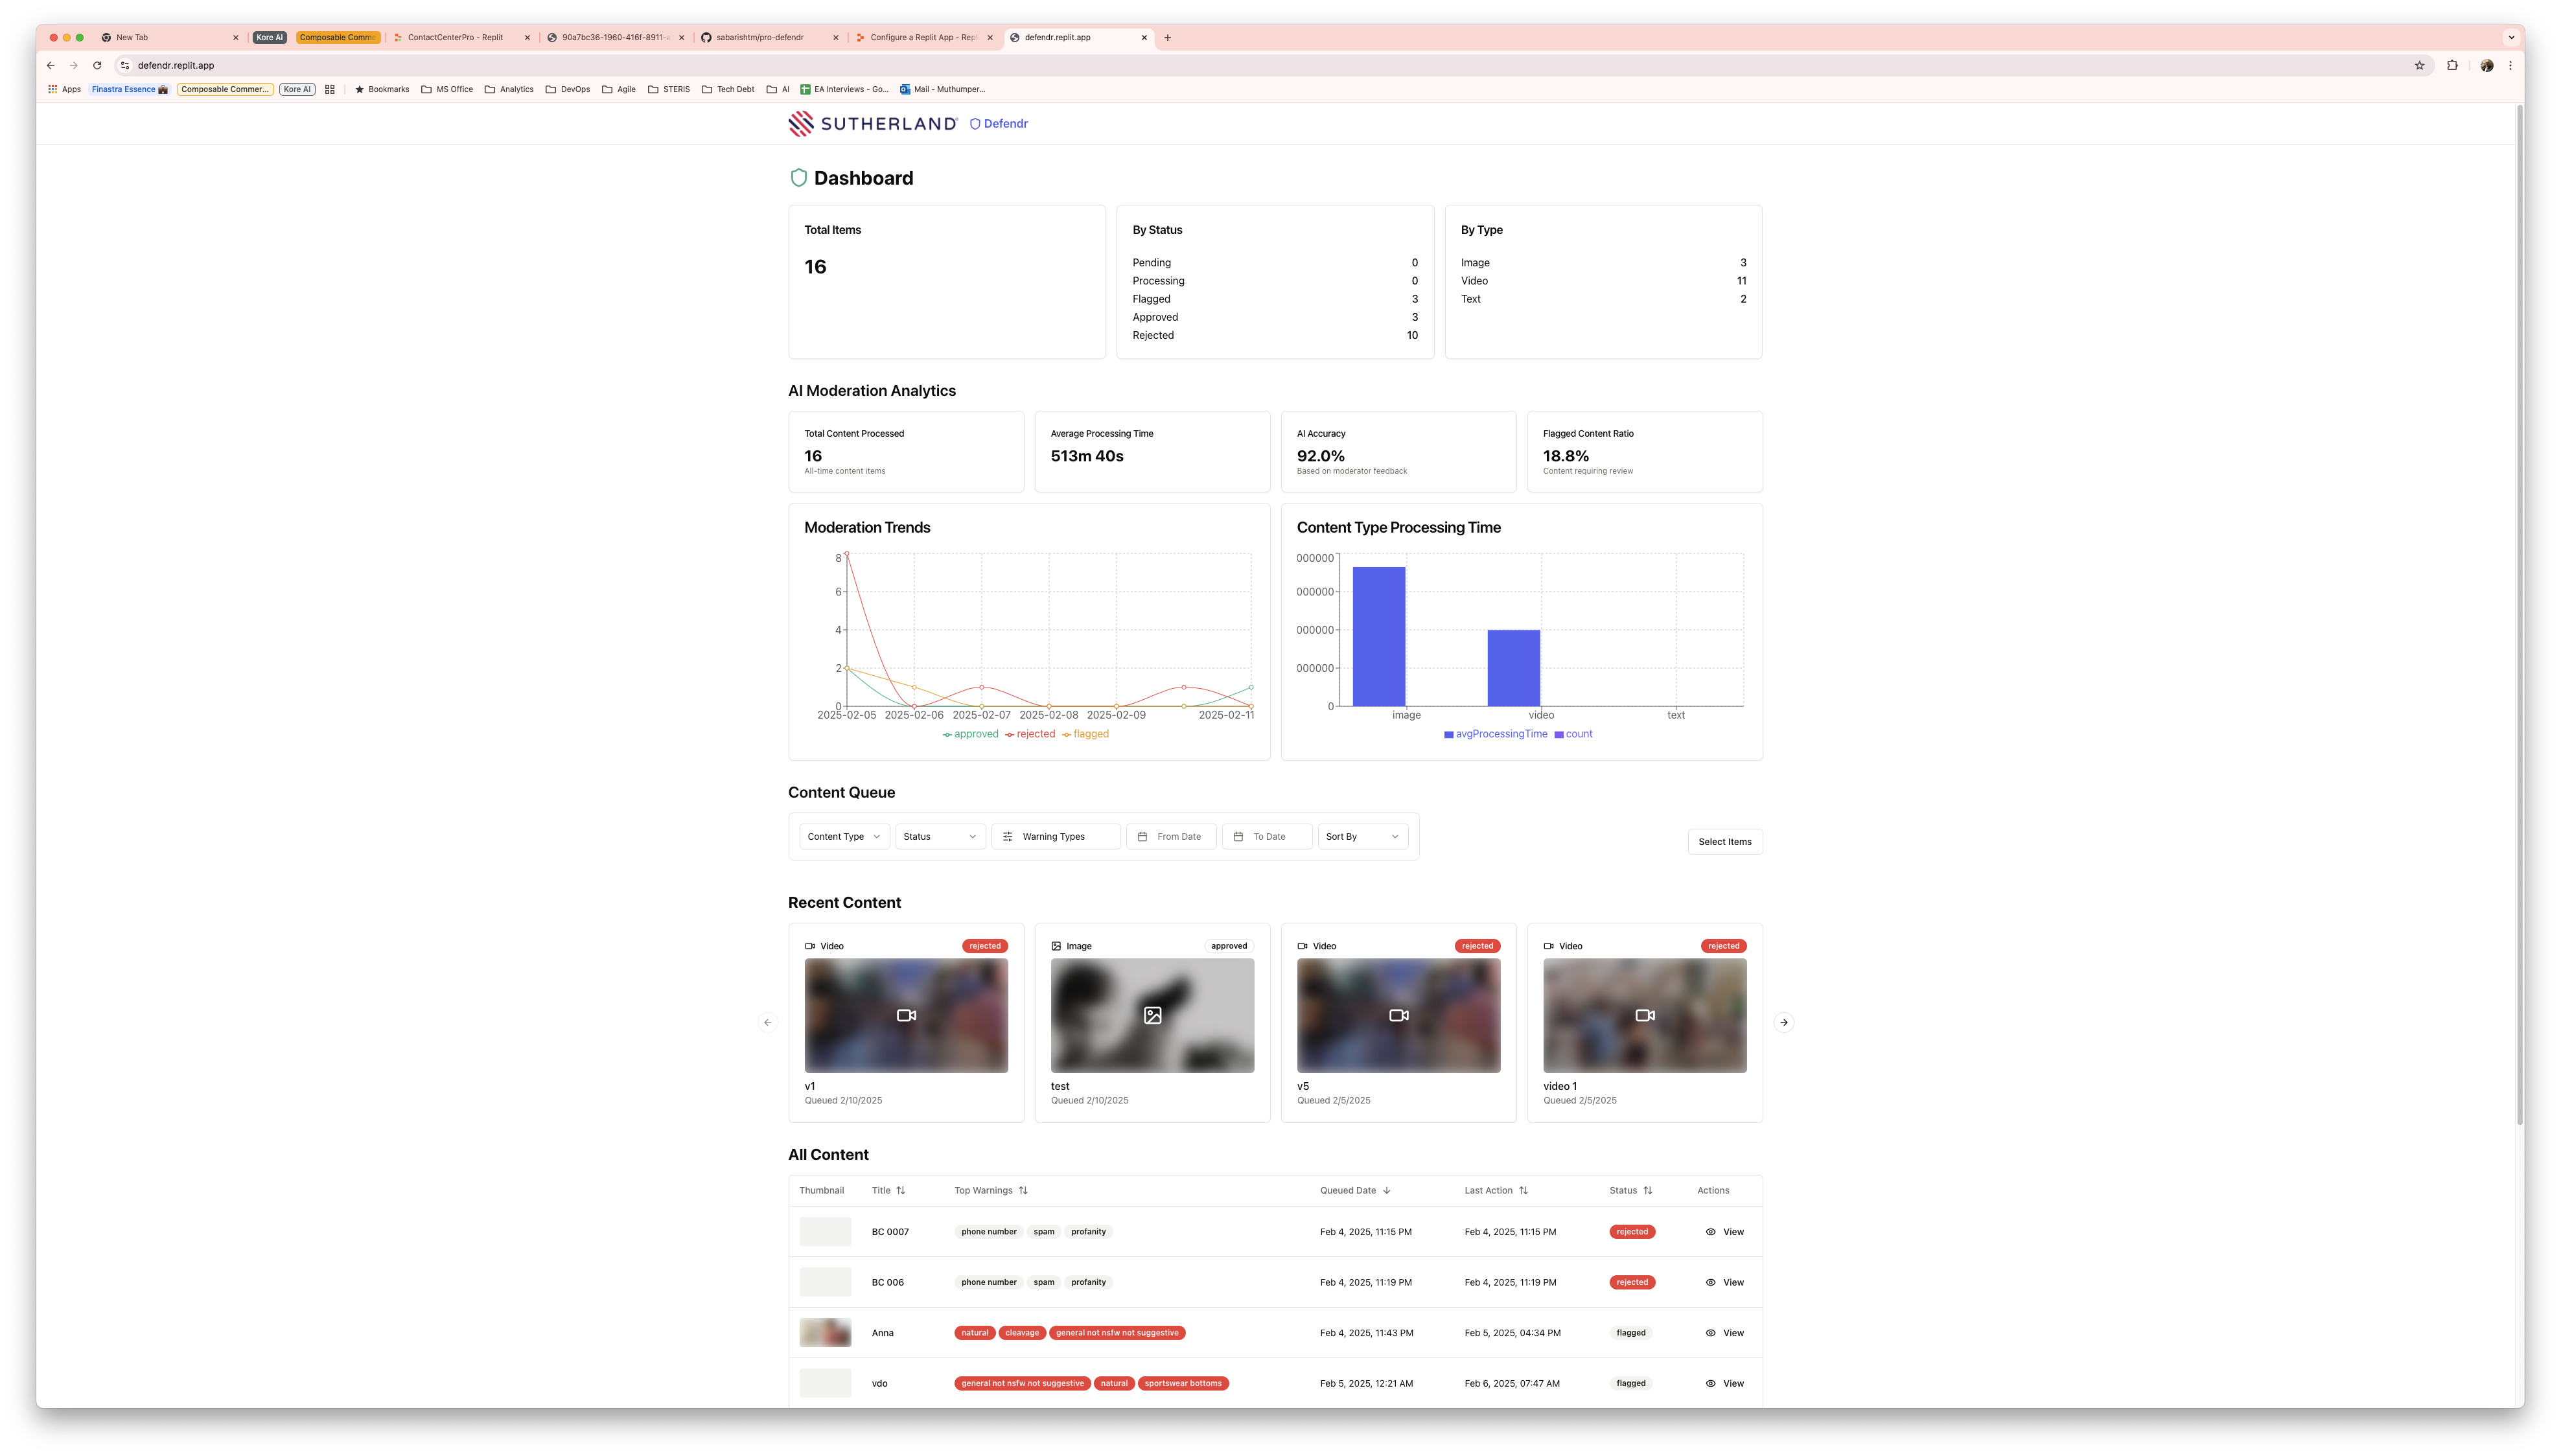 New Tab
Kore AI
Composable Comme
ContactCenterPro - Replit
90a7bc36-1960-416f-8911-a
sabarishtm/pro-defendr
Configure a Replit App - Repl
defendr.replit.app
defendr.replit.app
Apps
Finastra Essence
Composable Commer...
Kore AI
Bookmarks
MS Office
Analytics
DevOps
Agile
STERIS
Tech Debt
AI
EA Interviews - Go...
Mail - Muthumper...
SUTHERLAND
Defendr
Dashboard
Total Items
16
By Status
Pending 0
Processing 0
Flagged 3
Approved 3
Rejected 10
By Type
Image 3
Video 11
Text 2
AI Moderation Analytics
Total Content Processed
16
All-time content items
Average Processing Time
513m 40s
AI Accuracy
92.0%
Based on moderator feedback
Flagged Content Ratio
18.8%
Content requiring review
Moderation Trends
8
6
4
2
0
2025-02-05 2025-02-06 2025-02-07 2025-02-08 2025-02-09 2025-02-11
approved rejected flagged
Content Type Processing Time
000000
000000
000000
000000
0
image video text
avgProcessingTime count
Content Queue
Content Type
Status
Warning Types
From Date
To Date
Sort By
Select Items
Recent Content
Video rejected
v1
Queued 2/10/2025
Image approved
test
Queued 2/10/2025
Video rejected
v5
Queued 2/5/2025
Video rejected
video 1
Queued 2/5/2025
All Content
Thumbnail Title Top Warnings Queued Date Last Action Status Actions
BC 0007 phone number spam profanity Feb 4, 2025, 11:15 PM Feb 4, 2025, 11:15 PM rejected View
BC 006 phone number spam profanity Feb 4, 2025, 11:19 PM Feb 4, 2025, 11:19 PM rejected View
Anna natural cleavage general not nsfw not suggestive Feb 4, 2025, 11:43 PM Feb 5, 2025, 04:34 PM flagged View
vdo general not nsfw not suggestive natural sportswear bottoms Feb 5, 2025, 12:21 AM Feb 6, 2025, 07:47 AM flagged View